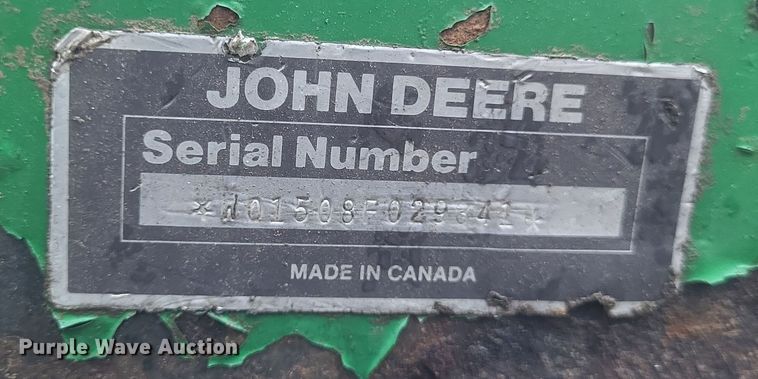 JOHN DEERE
Serial Number
MADE IN CANADA
Purple Wave Auction